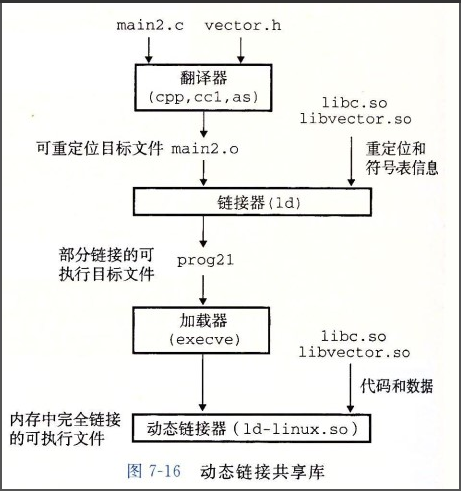 main2.c vector.h
翻译器
(cpp,cc1,as)
libc.so
libvector.so
可重定位目标文件 main2.o
重定位和
符号表信息
链接器(ld)
部分链接的可
执行目标文件
prog21
加载器
(execve)
libc.so
libvector.so
代码和数据
内存中完全链接
的可执行文件
动态链接器(ld-linux.so)
图 7-16 动态链接共享库